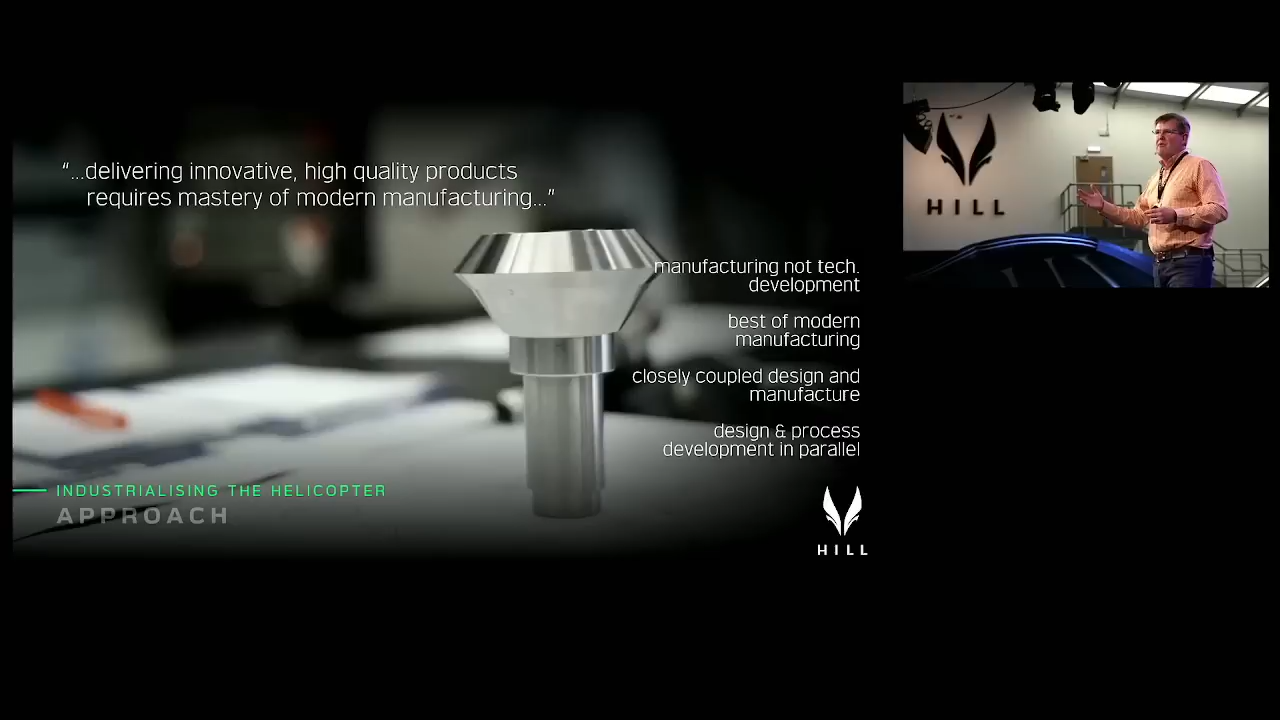 “...delivering innovative, high quality products
requires mastery of modern manufacturing...”
manufacturing not tech.
development
best of modern
manufacturing
closely coupled design and
manufacture
design & process
development in parallel
INDUSTRIALISING THE HELICOPTER
APPROACH
HILL
HILL